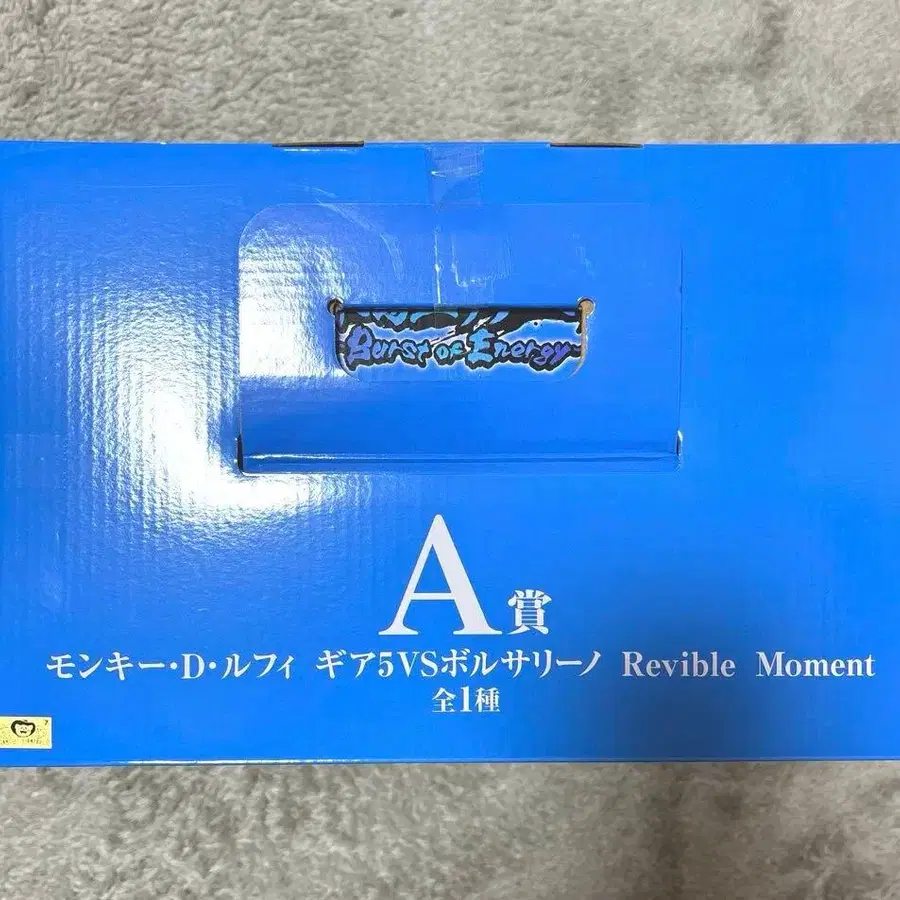 Burst of Energy
A賞
モンキー・D・ルフィ ギア5VSボルサリーノ Revible Moment
全1種